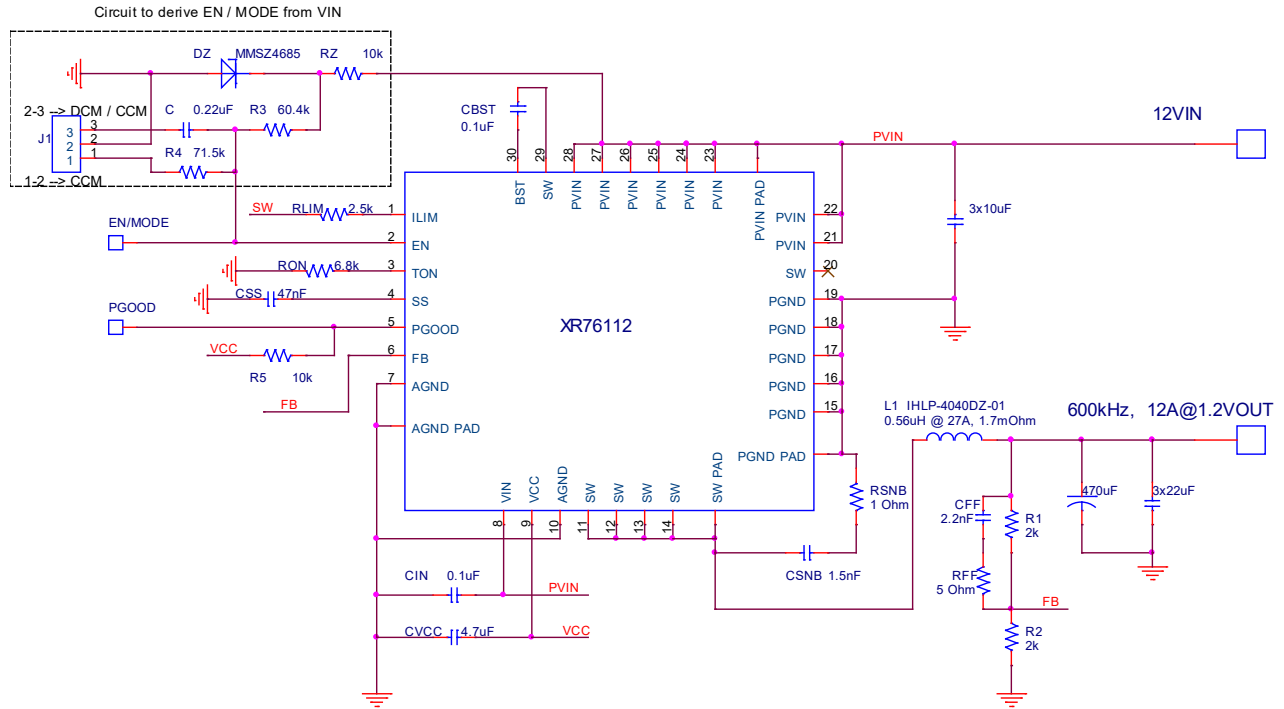 Circuit to derive EN / MODE from VIN
DZ MMSZ4685 RZ 10k
2-3 --> DCM / CCM
C 0.22uF R3 60.4k
J1
3
2
1
R4 71.5k
1-2 --> CCM
CBST
0.1uF
12VIN
PVIN
30 29 28 27 26 25 24 23
BST SW PVIN PVIN PVIN PVIN PVIN PVIN PVIN PAD
SW RLIM 2.5k 1 ILIM
EN/MODE
2 EN
RON 6.8k 3 TON
CSS 47nF 4 SS
PGOOD
5 PGOOD
VCC
R5 10k
6 FB
FB
7 AGND
AGND PAD
XR76112
PVIN 22
PVIN 21
SW 20
PGND 19
PGND 18
PGND 17
PGND 16
PGND 15
PGND PAD
3x10uF
VIN VCC AGND SW SW SW SW SW PAD
8 9 10 11 12 13 14
RSNB
1 Ohm
CSNB 1.5nF
L1 IHLP-4040DZ-01
0.56uH @ 27A, 1.7mOhm
600kHz, 12A@1.2VOUT
CFF
2.2nF
R1
2k
470uF
3x22uF
RFF
5 Ohm
FB
R2
2k
CIN 0.1uF
PVIN
CVCC 4.7uF
VCC